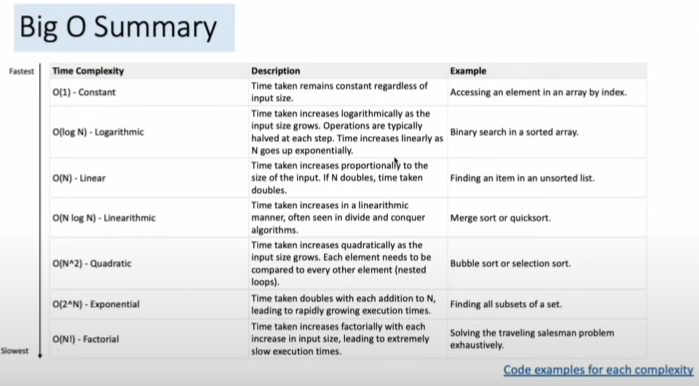 Big O Summary
Fastest
Time Complexity
Description
Example
O(1) - Constant
Time taken remains constant regardless of
input size.
Accessing an element in an array by index.
O(log N) - Logarithmic
Time taken increases logarithmically as the
input size grows. Operations are typically
halved at each step. Time increases linearly as
N goes up exponentially.
Binary search in a sorted array.
O(N) - Linear
Time taken increases proportionally to the
size of the input. If N doubles, time taken
doubles.
Finding an item in an unsorted list.
O(N log N) - Linearithmic
Time taken increases in a linearithmic
manner, often seen in divide and conquer
algorithms.
Merge sort or quicksort.
O(N^2) - Quadratic
Time taken increases quadratically as the
input size grows. Each element needs to be
compared to every other element (nested
loops).
Bubble sort or selection sort.
O(2^N) - Exponential
Time taken doubles with each addition to N,
leading to rapidly growing execution times.
Finding all subsets of a set.
O(N!) - Factorial
Time taken increases factorially with each
increase in input size, leading to extremely
slow execution times.
Solving the traveling salesman problem
exhaustively.
Slowest
Code examples for each complexity